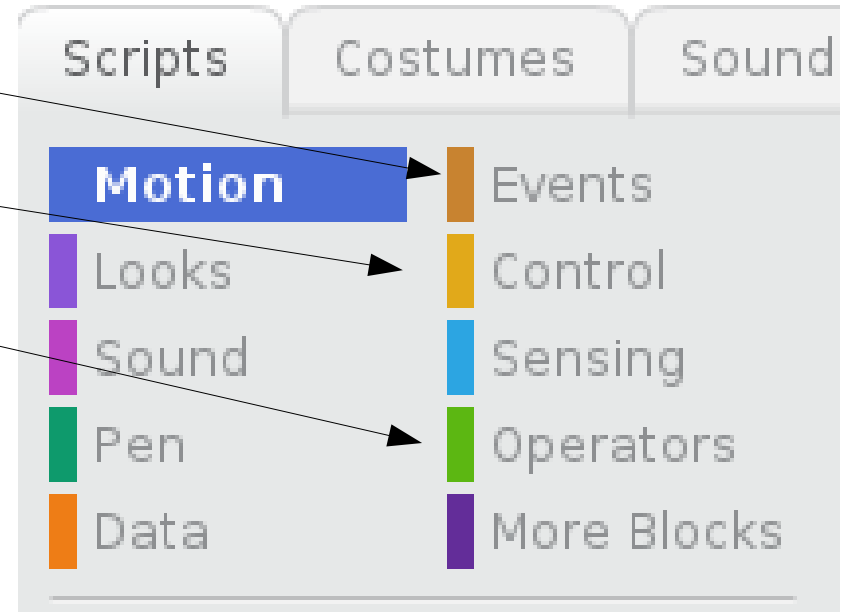 Scripts Costumes Sound
Motion Events
Looks Control
Sound Sensing
Pen Operators
Data More Blocks